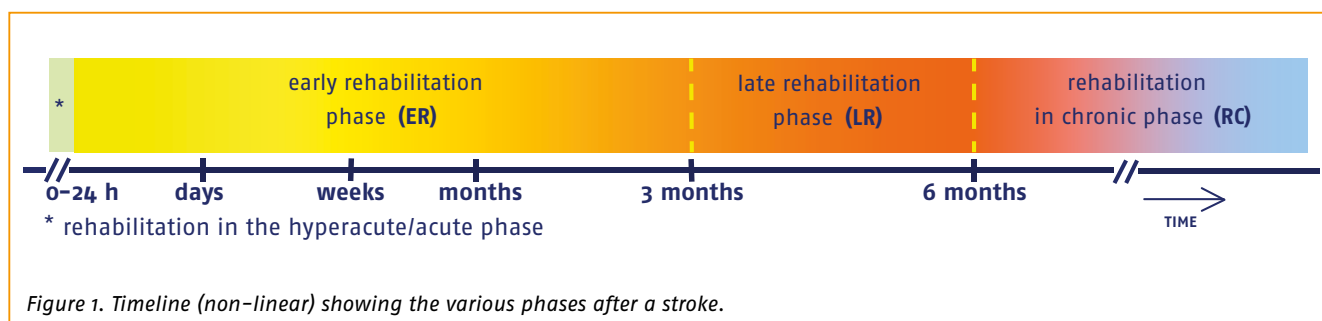 *
early rehabilitation
phase (ER)
late rehabilitation
phase (LR)
rehabilitation
in chronic phase (RC)
0-24 h
days
weeks
months
3 months
6 months
TIME
* rehabilitation in the hyperacute/acute phase
Figure 1. Timeline (non-linear) showing the various phases after a stroke.